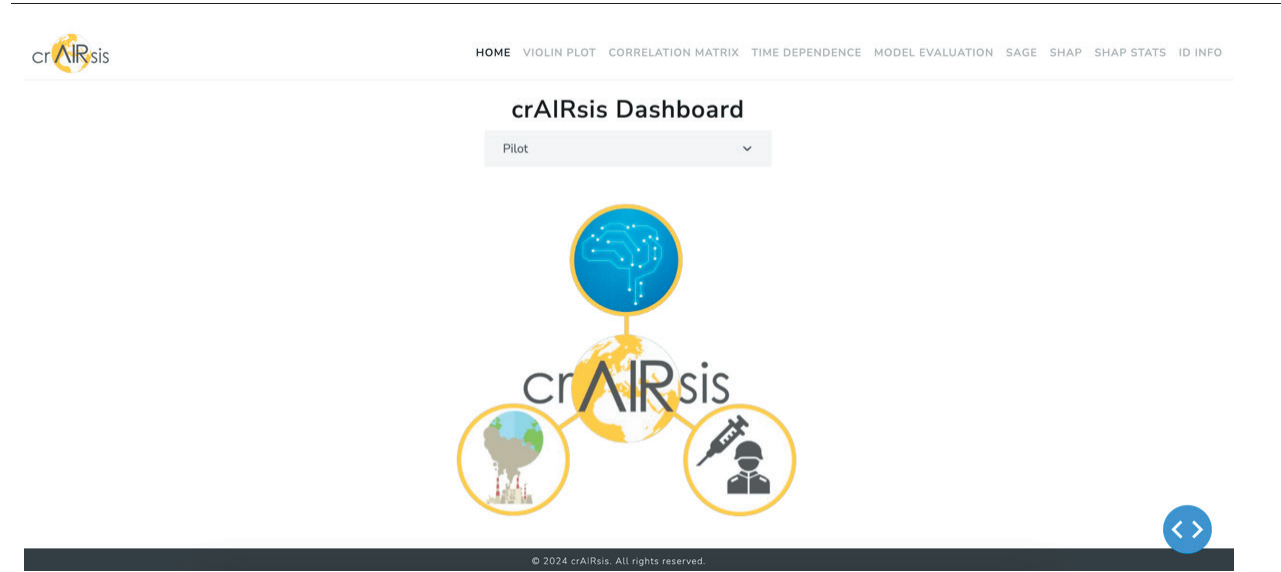 crAIRsis
HOME VIOLIN PLOT CORRELATION MATRIX TIME DEPENDENCE MODEL EVALUATION SAGE SHAP SHAP STATS ID INFO
crAIRsis Dashboard
Pilot
crAIRsis
© 2024 crAIRsis. All rights reserved.